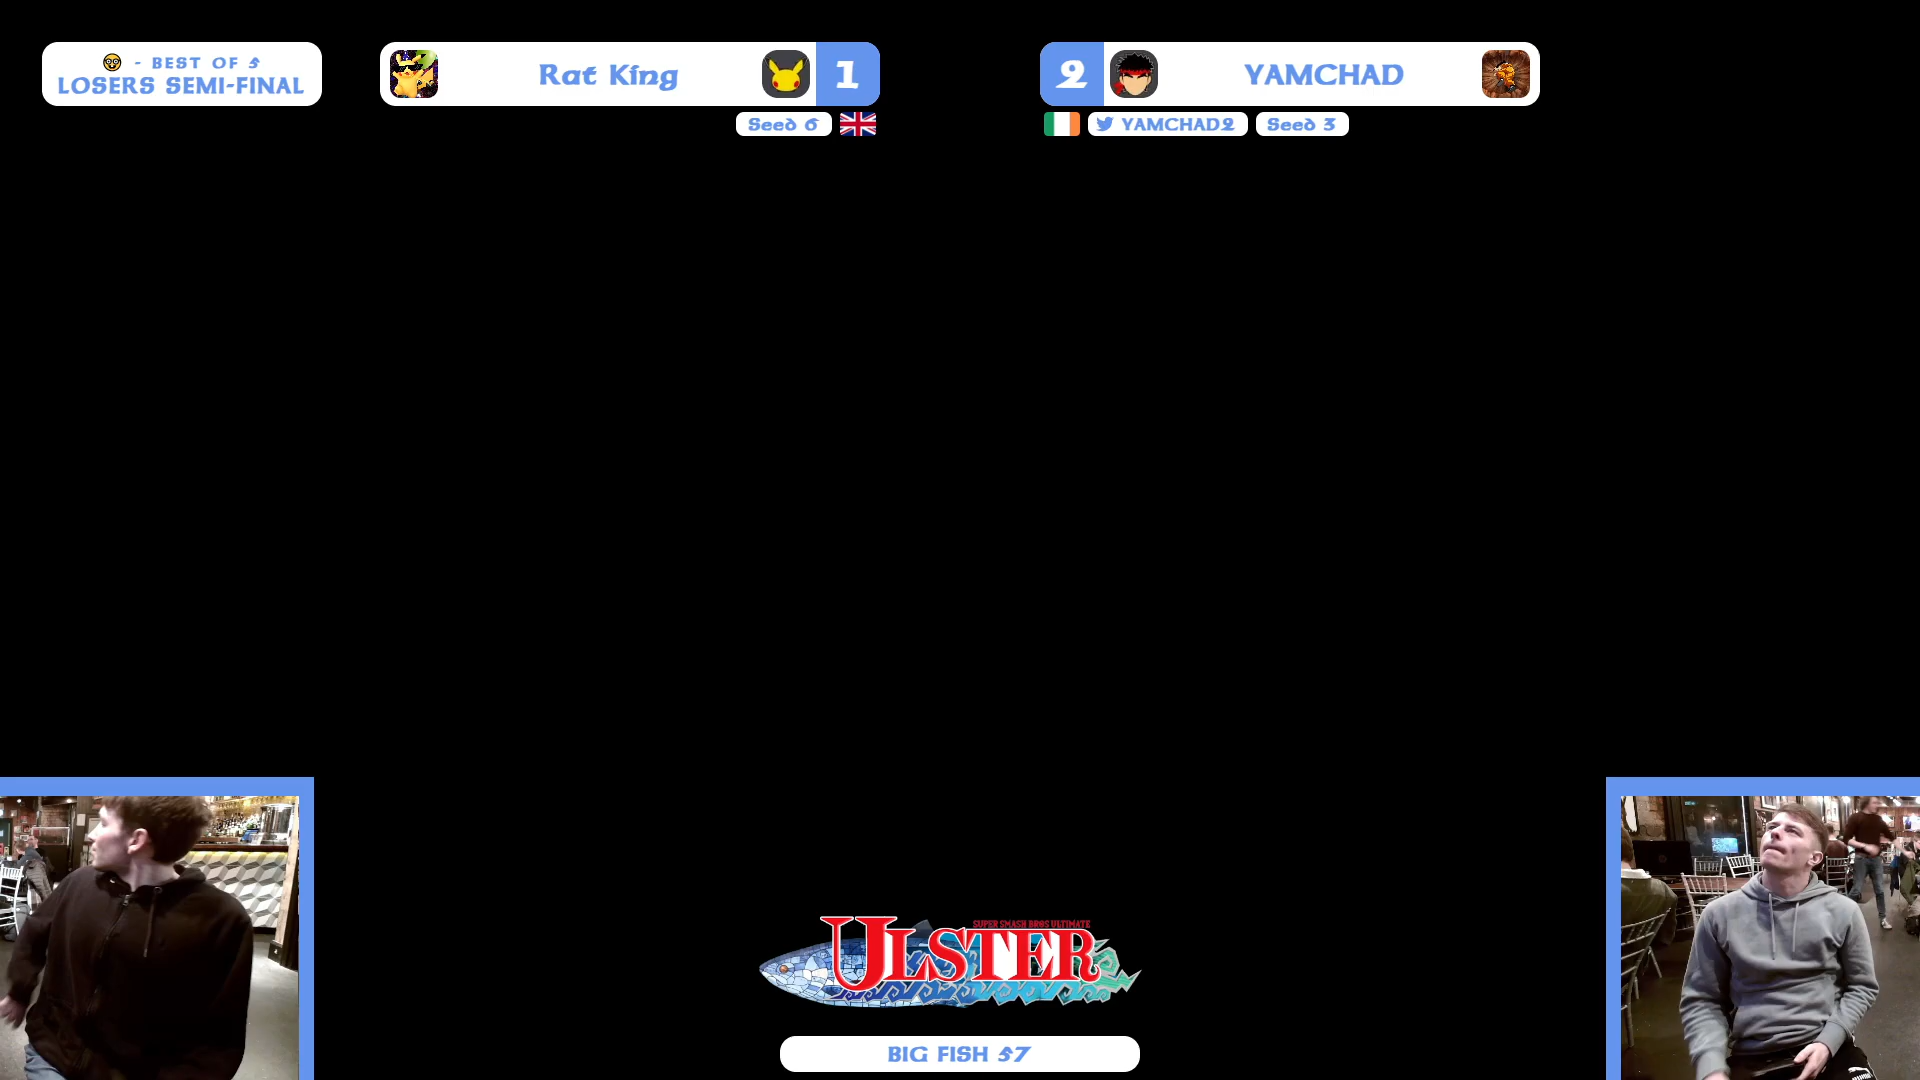 - BEST OF 5
LOSERS SEMI-FINAL
Rat King
1
2
YAMCHAD
Seed 6
YAMCHAD2
Seed 3
SUPER SMASH BROS ULTIMATE
ULSTER
BIG FISH 57